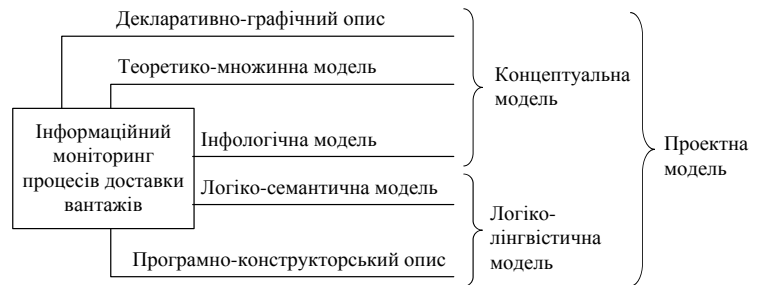 Декларативно-графічний опис
Теоретико-множинна модель
Інформаційний
моніторинг
процесів доставки
вантажів
Інфологічна модель
Логіко-семантична модель
Програмно-конструкторський опис
Концептуальна
модель
Логіко-
лінгвістична
модель
Проектна
модель